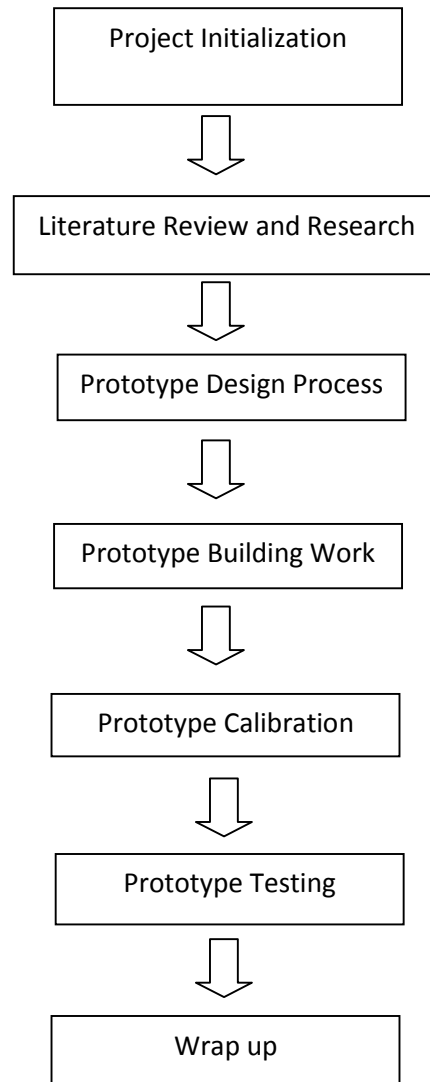 Project Initialization
Literature Review and Research
Prototype Design Process
Prototype Building Work
Prototype Calibration
Prototype Testing
Wrap up